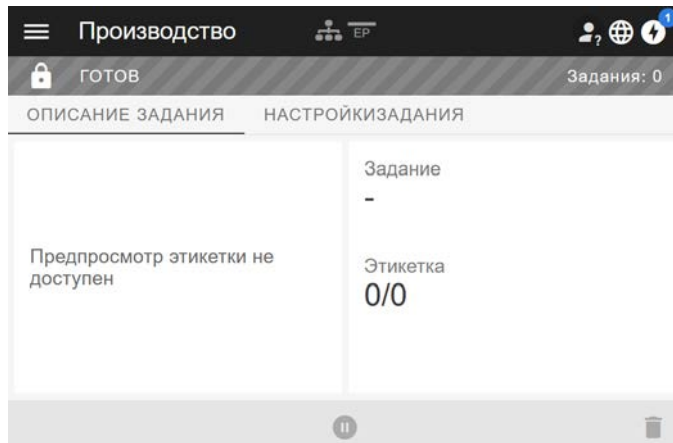 Производство
EP
?
1
ГОТОВ
Задания: 0
ОПИСАНИЕ ЗАДАНИЯ
НАСТРОЙКИЗАДАНИЯ
Предпросмотр этикетки не
доступен
Задание
-
Этикетка
0/0